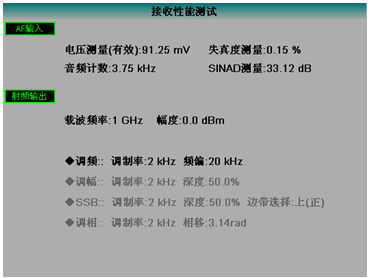 接收性能测试
AF输入
电压测量(有效):91.25 mV 失真度测量:0.15 %
音频计数:3.75 kHz SINAD测量:33.12 dB
射频输出
载波频率:1 GHz 幅度:0.0 dBm
◆调频:: 调制率:2 kHz 频偏:20 kHz
◆调幅:: 调制率:2 kHz 深度:50.0%
◆SSB:: 调制率:2 kHz 深度:50.0% 边带选择:上(正)
◆调相:: 调制率:2 kHz 相移:3.14rad